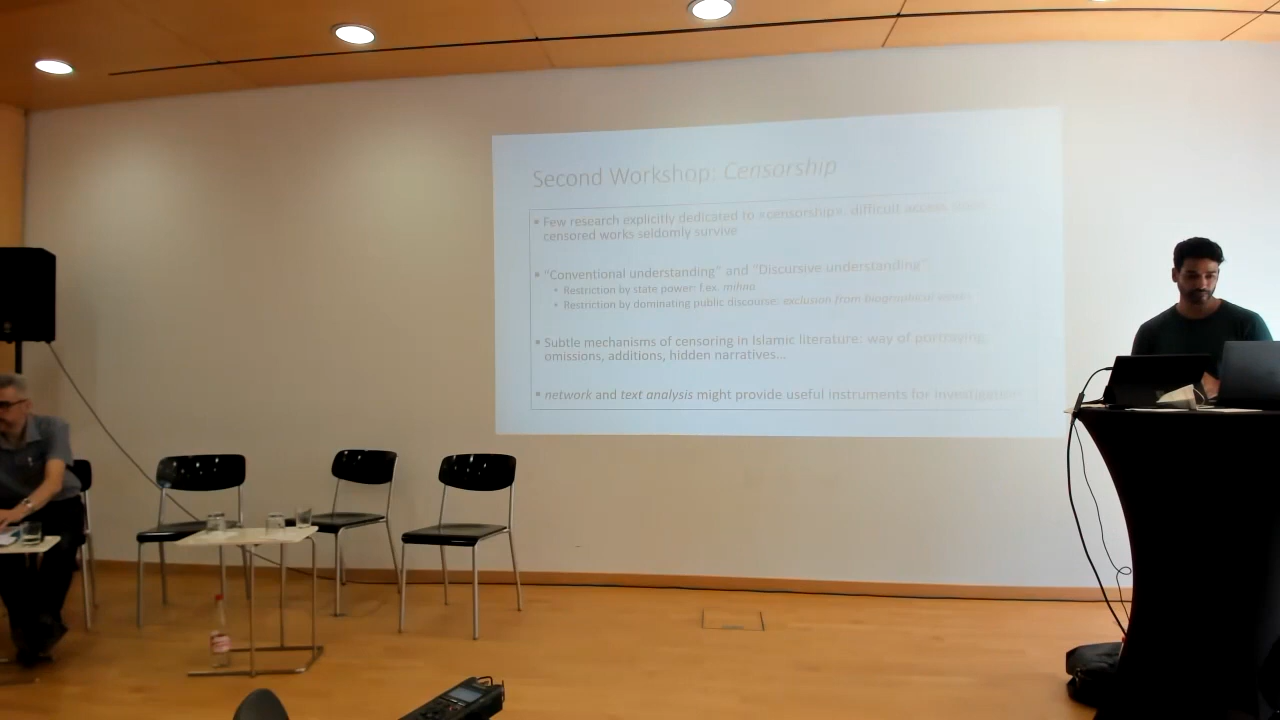 Second Workshop: Censorship
▪ Few research explicitly dedicated to «censorship»: difficult access
censored works seldomly survive
▪ "Conventional understanding" and "Discursive understanding":
• Restriction by state power: f.ex. mihna
• Restriction by dominating public discourse: exclusion from biographical works
▪ Subtle mechanisms of censoring in Islamic literature: way of portraying,
omissions, additions, hidden narratives...
▪ network and text analysis might provide useful instruments for investigation